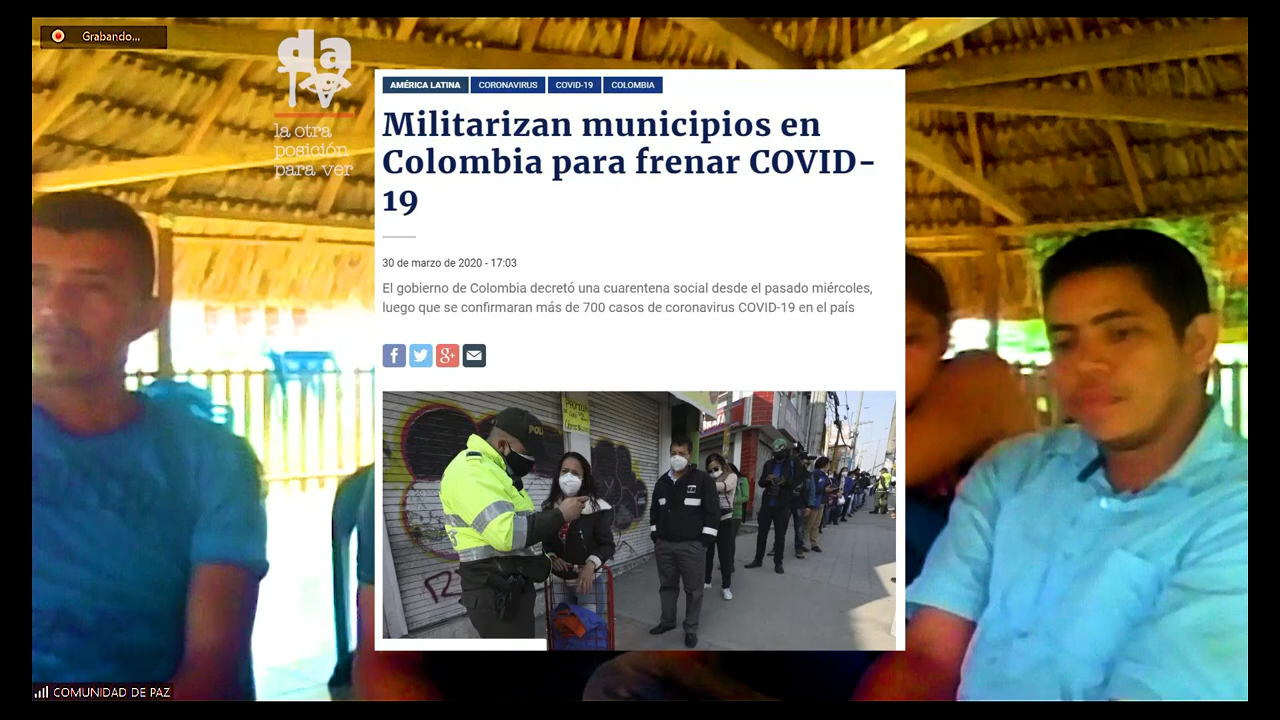 Grabando...
da
la otra
posición
para ver
AMÉRICA LATINA CORONAVIRUS COVID-19 COLOMBIA
Militarizan municipios en
Colombia para frenar COVID-
19
30 de marzo de 2020 - 17:03
El gobierno de Colombia decretó una cuarentena social desde el pasado miércoles,
luego que se confirmaran más de 700 casos de coronavirus COVID-19 en el país
POLI
COMUNIDAD DE PAZ